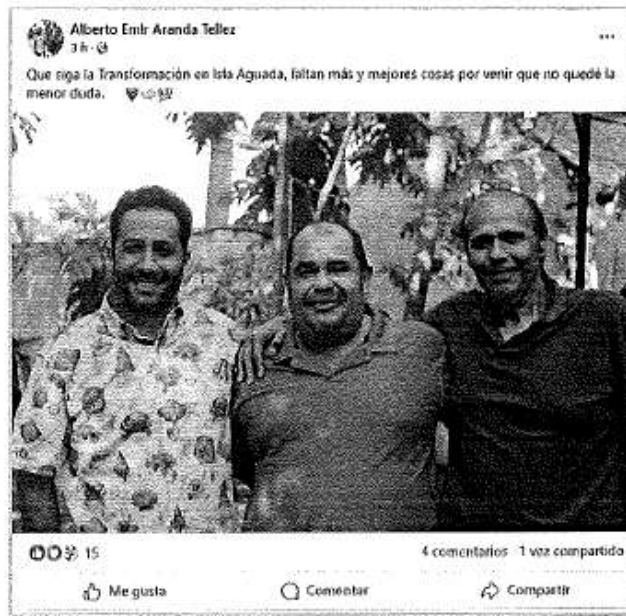 Alberto Emir Aranda Tellez
3 h ·
Que siga la Transformación en Isla Aguada, faltan más y mejores cosas por venir que no quedé la
menor duda.
15
4 comentarios 1 vez compartido
Me gusta Comentar Compartir